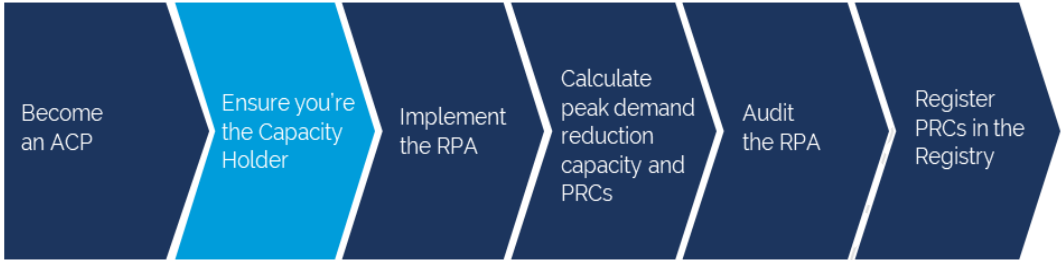 Become
an ACP
Ensure you're
the Capacity
Holder
Implement
the RPA
Calculate
peak demand
reduction
capacity and
PRCs
Audit
the RPA
Register
PRCs in the
Registry